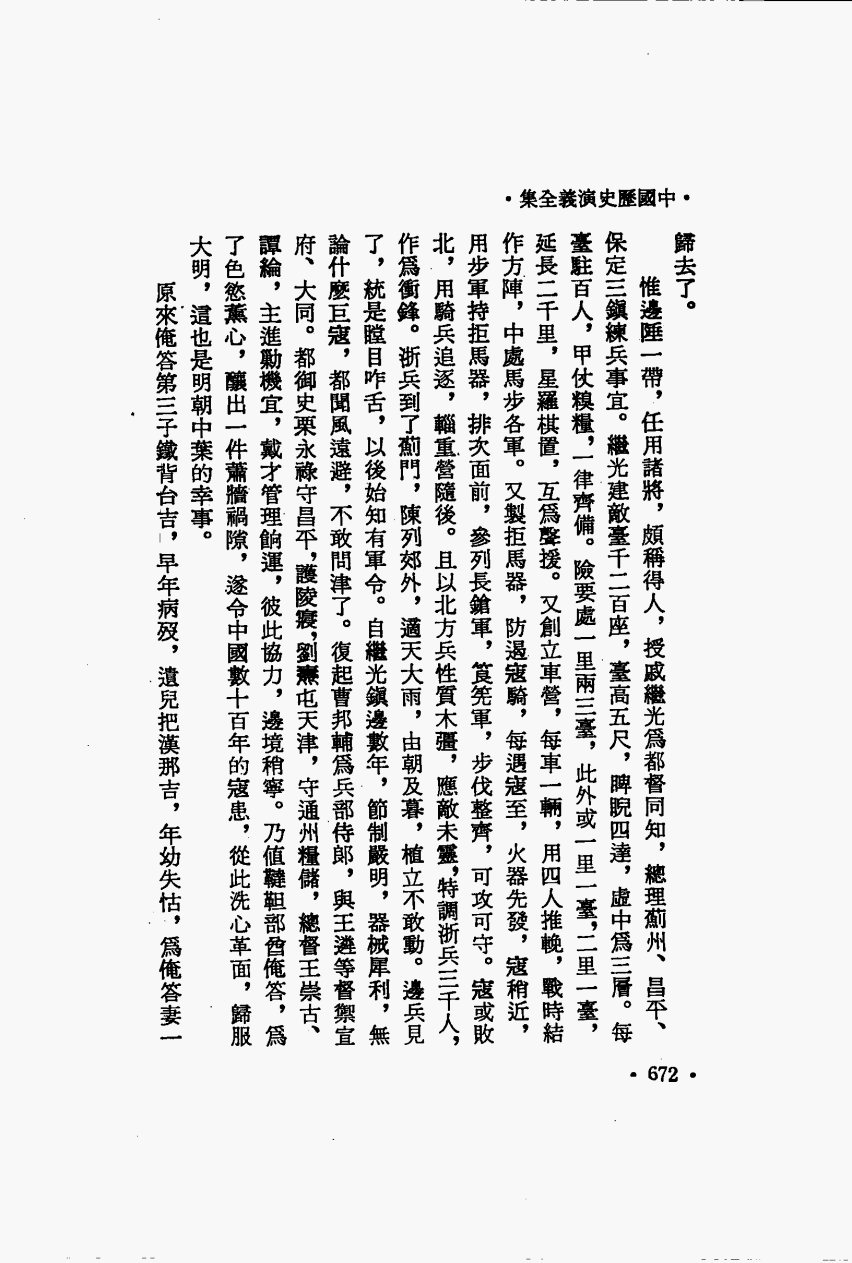 ·中國歷史演義全集·
歸去了。
惟邊陲一帶，任用諸將，頗稱得人，授戚繼光爲都督同知，總理薊州、昌平、
保定三鎭練兵事宜。繼光建敵臺千二百座，臺高五尺，睥睨四達，虛中爲三層。每
臺駐百人，甲仗糗糧，一律齊備。險要處一里兩三臺，此外或一里一臺，二里一臺，
延長二千里，星羅棋置，互爲聲援。又創立車營，每車一輛，用四人推輓，戰時結
作方陣，中處馬步各軍。又製拒馬器，防遏寇騎，每遇寇至，火器先發，寇稍近，
用步軍持拒馬器，排次面前，參列長鎗軍，筤筅軍，步伐整齊，可攻可守。寇或敗
北，用騎兵追逐，輜重營隨後。且以北方兵性質木彊，應敵未靈，特調浙兵三千人，
作爲衝鋒。浙兵到了薊門，陳列郊外，適天大雨，由朝及暮，植立不敢動。邊兵見
了，統是瞠目咋舌，以後始知有軍令。自繼光鎭邊數年，節制嚴明，器械犀利，無
論什麼巨寇，都聞風遠避，不敢問津了。復起曹邦輔爲兵部侍郎，與王遴等督禦宣
府、大同。都御史栗永祿守昌平，護陵寢，劉燾屯天津，守通州糧儲，總督王崇古、
譚綸，主進勦機宜，戴才管理餉運，彼此協力，邊境稍寧。乃値韃靼部酋俺答，爲
了色慾薰心，釀出一件蕭牆禍隙，遂令中國數十百年的寇患，從此洗心革面，歸服
大明，這也是明朝中葉的幸事。
原來俺答第三子鐵背台吉，早年病歿，遺兒把漢那吉，年幼失怙，爲俺答妻一
·672·